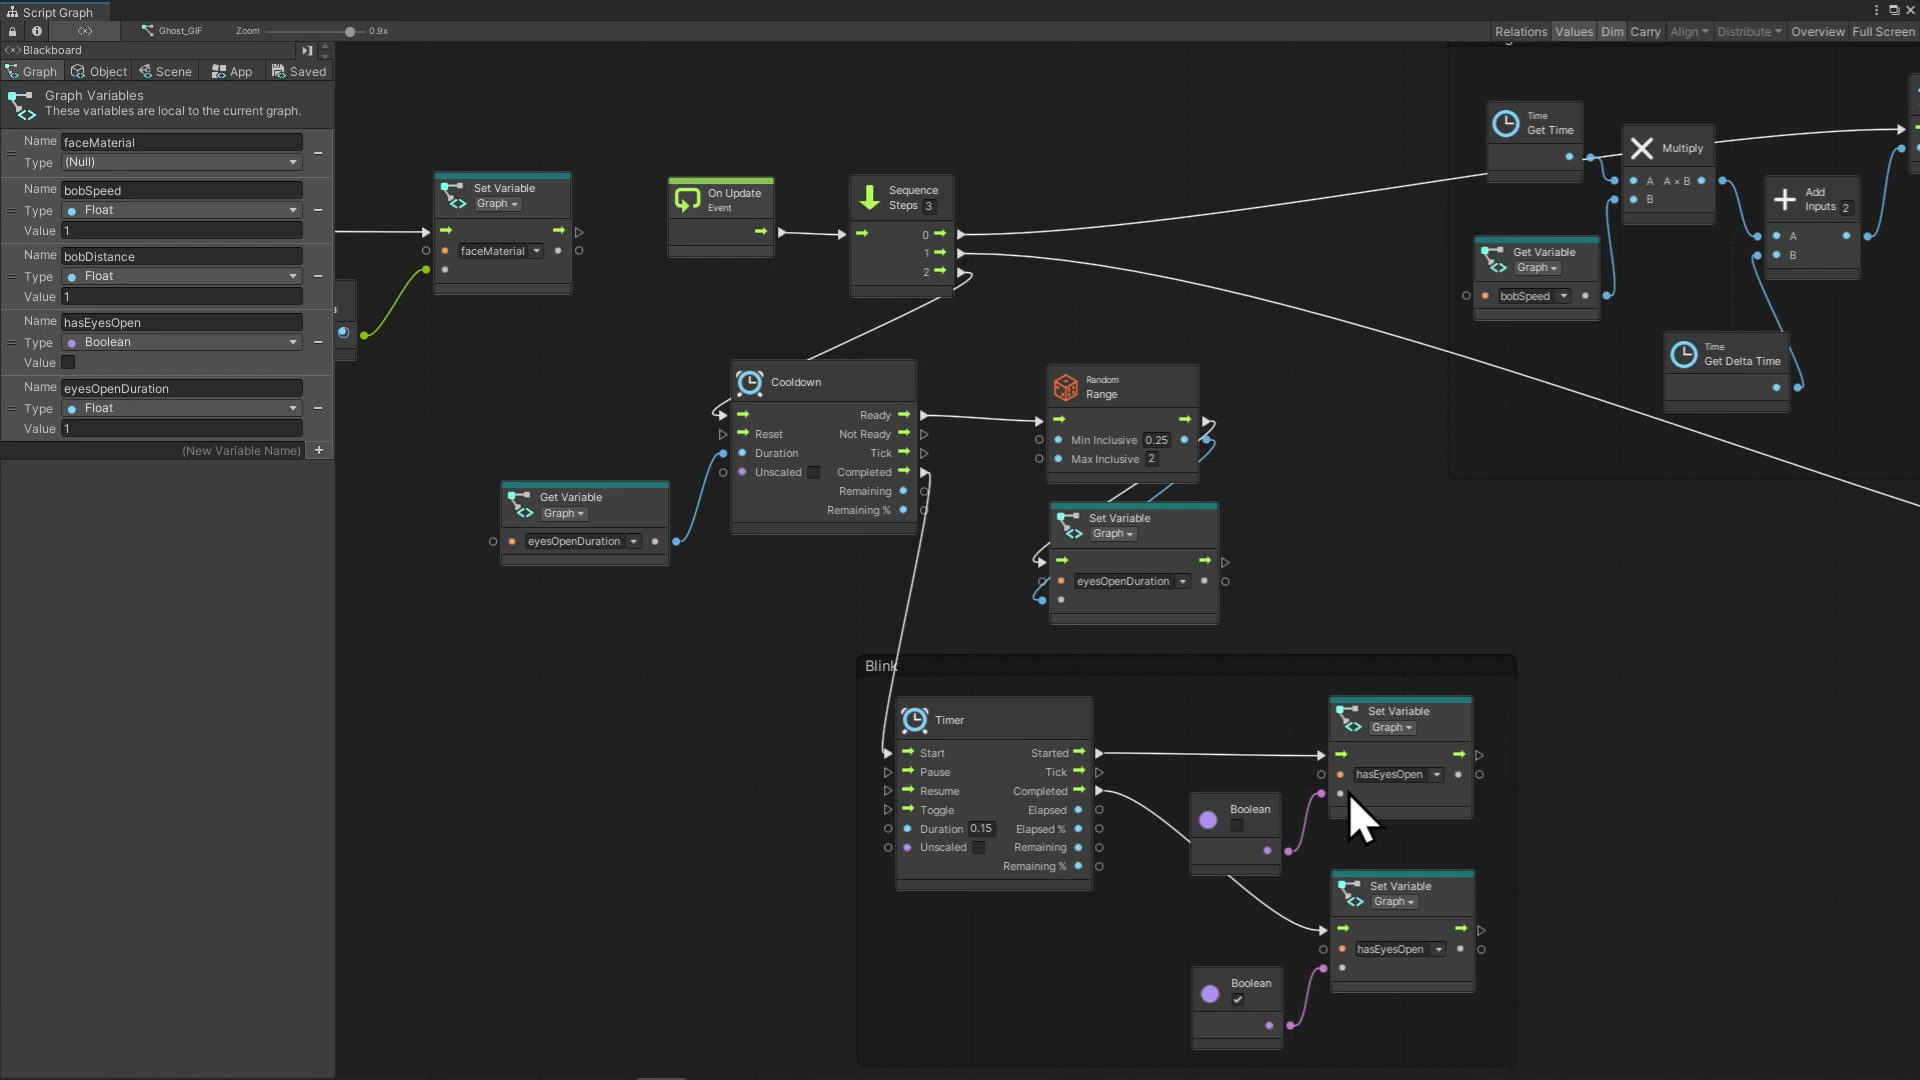 Script Graph
Ghost_GIF
Zoom
0.9x
Relations
Values
Dim
Carry
Align
Distribute
Overview
Full Screen
<x>Blackboard
Graph
Object
Scene
App
Saved
Graph Variables
These variables are local to the current graph.
Name faceMaterial
Type (Null)
Name bobSpeed
Type Float
Value 1
Name bobDistance
Type Float
Value 1
Name hasEyesOpen
Type Boolean
Value
Name eyesOpenDuration
Type Float
Value 1
(New Variable Name)
Set Variable
Graph
faceMaterial
On Update
Event
Sequence
Steps 3
0
1
2
Time
Get Time
Multiply
A A × B
B
Add
Inputs 2
A
B
Get Variable
Graph
bobSpeed
Time
Get Delta Time
Cooldown
Ready
Reset Not Ready
Duration Tick
Unscaled Completed
Remaining
Remaining %
Random
Range
Min Inclusive 0.25
Max Inclusive 2
Get Variable
Graph
eyesOpenDuration
Set Variable
Graph
eyesOpenDuration
Blink
Timer
Start Started
Pause Tick
Resume Completed
Toggle Elapsed
Duration 0.15 Elapsed %
Unscaled Remaining
Remaining %
Set Variable
Graph
hasEyesOpen
Boolean
Set Variable
Graph
hasEyesOpen
Boolean